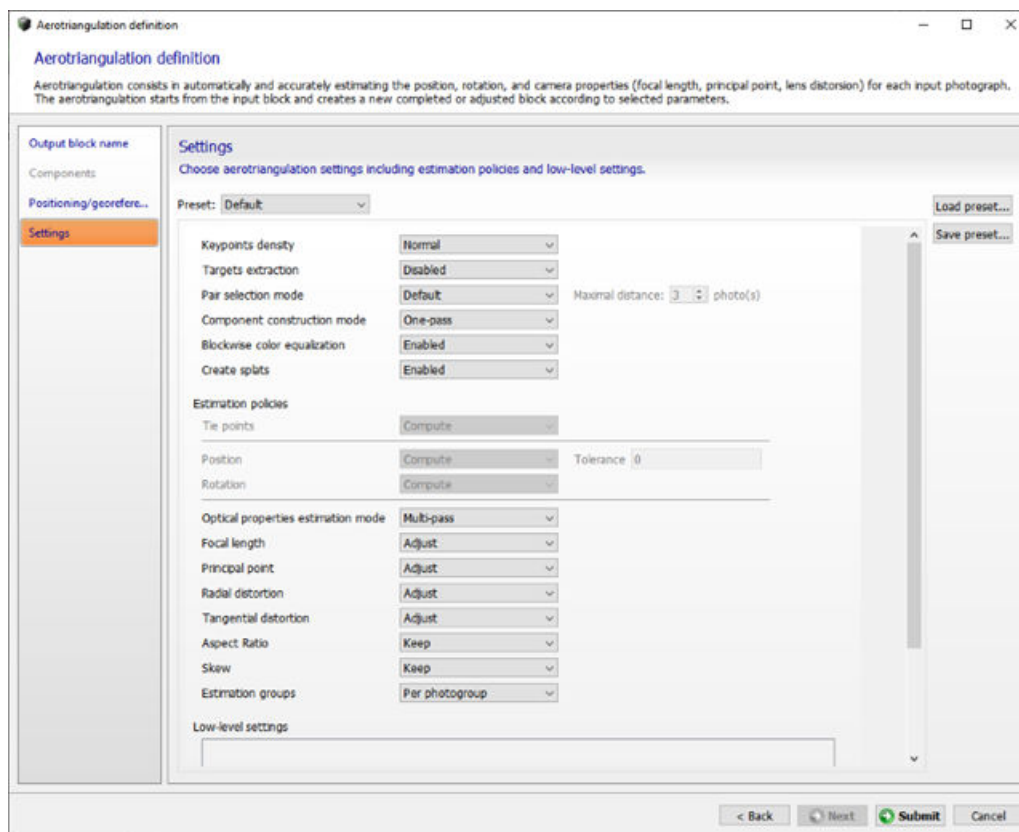 Aerotriangulation definition
Aerotriangulation definition
Aerotriangulation consists in automatically and accurately estimating the position, rotation, and camera properties (focal length, principal point, lens distorsion) for each input photograph.
The aerotriangulation starts from the input block and creates a new completed or adjusted block according to selected parameters.
Output block name
Components
Positioning/georefere...
Settings
Settings
Choose aerotriangulation settings including estimation policies and low-level settings.
Preset: Default
Load preset...
Save preset...
Keypoints density Normal
Targets extraction Disabled
Pair selection mode Default Maximal distance: 3 photo(s)
Component construction mode One-pass
Blockwise color equalization Enabled
Create splats Enabled
Estimation policies
Tie points Compute
Position Compute Tolerance 0
Rotation Compute
Optical properties estimation mode Multi-pass
Focal length Adjust
Principal point Adjust
Radial distortion Adjust
Tangential distortion Adjust
Aspect Ratio Keep
Skew Keep
Estimation groups Per photogroup
Low-level settings
< Back Next Submit Cancel